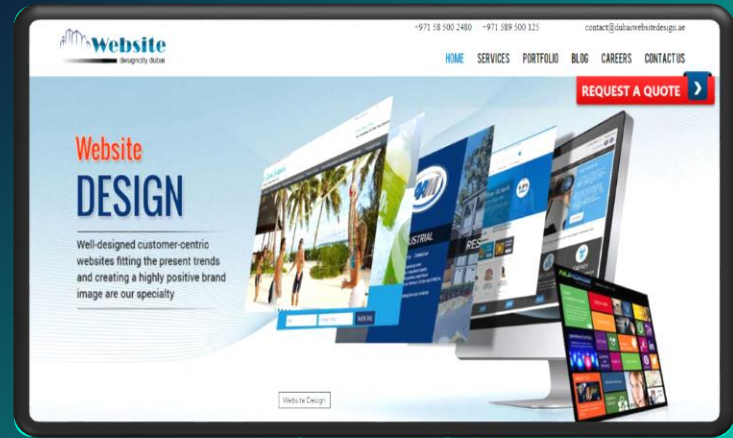 +971 58 500 2480 +971 589 500 125 contact@dubaiwebsitedesign.ae
Website
designcity dubai
HOME SERVICES PORTFOLIO BLOG CAREERS CONTACT US
REQUEST A QUOTE
Website
DESIGN
Well-designed customer-centric
websites fitting the present trends
and creating a highly positive brand
image are our specialty
Website Design